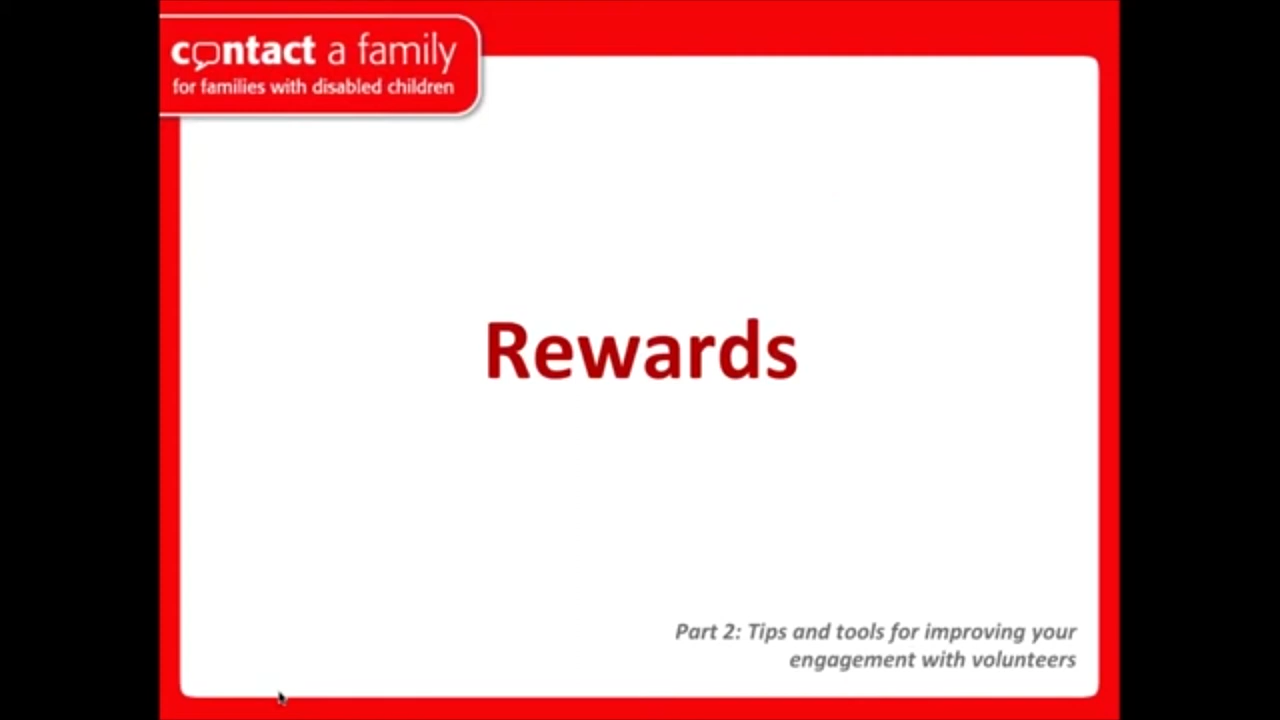 contact a family
for families with disabled children
Rewards
Part 2: Tips and tools for improving your
engagement with volunteers